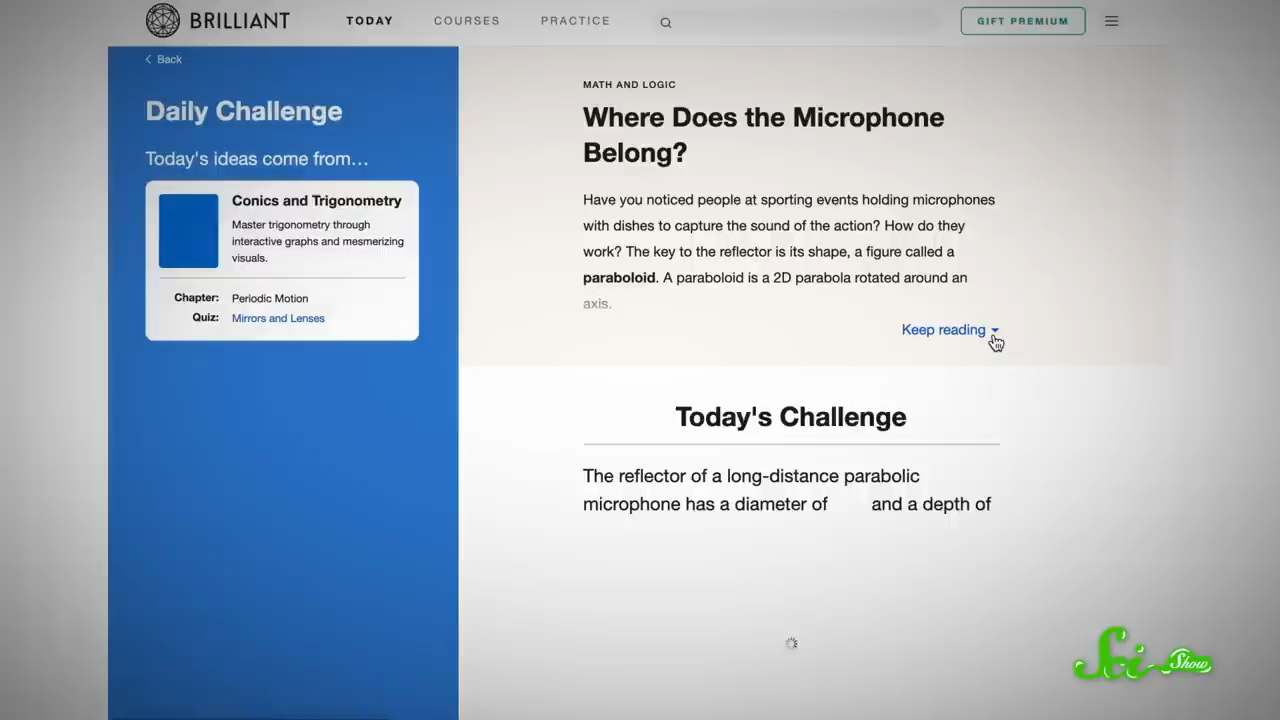 BRILLIANT
TODAY
COURSES
PRACTICE
GIFT PREMIUM
Back
Daily Challenge
Today's ideas come from…
Conics and Trigonometry
Master trigonometry through
interactive graphs and mesmerizing
visuals.
Chapter: Periodic Motion
Quiz: Mirrors and Lenses
MATH AND LOGIC
Where Does the Microphone
Belong?
Have you noticed people at sporting events holding microphones
with dishes to capture the sound of the action? How do they
work? The key to the reflector is its shape, a figure called a
paraboloid. A paraboloid is a 2D parabola rotated around an
axis.
Keep reading
Today's Challenge
The reflector of a long-distance parabolic
microphone has a diameter of and a depth of
Sci Show